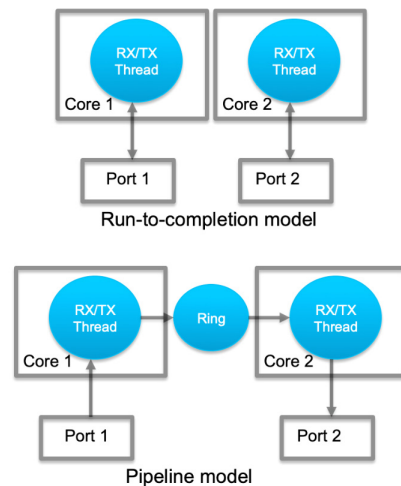 RX/TX
Thread
Core 1
RX/TX
Thread
Core 2
Port 1
Port 2
Run-to-completion model
RX/TX
Thread
Core 1
Ring
RX/TX
Thread
Core 2
Port 1
Port 2
Pipeline model